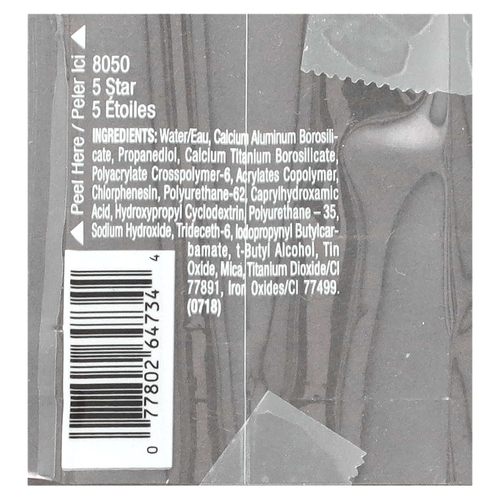 Peel Here / Peler Ici
8050
5 Star
5 Étoiles
INGREDIENTS: Water/Eau, Calcium Aluminum Borosili-
cate, Propanediol, Calcium Titanium Borosilicate,
Polyacrylate Crosspolymer-6, Acrylates Copolymer,
Chlorphenesin, Polyurethane-62, Caprylhydroxamic
Acid, Hydroxypropyl Cyclodextrin, Polyurethane – 35,
Sodium Hydroxide, Trideceth-6, Iodopropynyl Butylcar-
bamate, t-Butyl Alcohol, Tin
Oxide, Mica, Titanium Dioxide/CI
77891, Iron Oxides/CI 77499.
(0718)
0 77802 64734 4